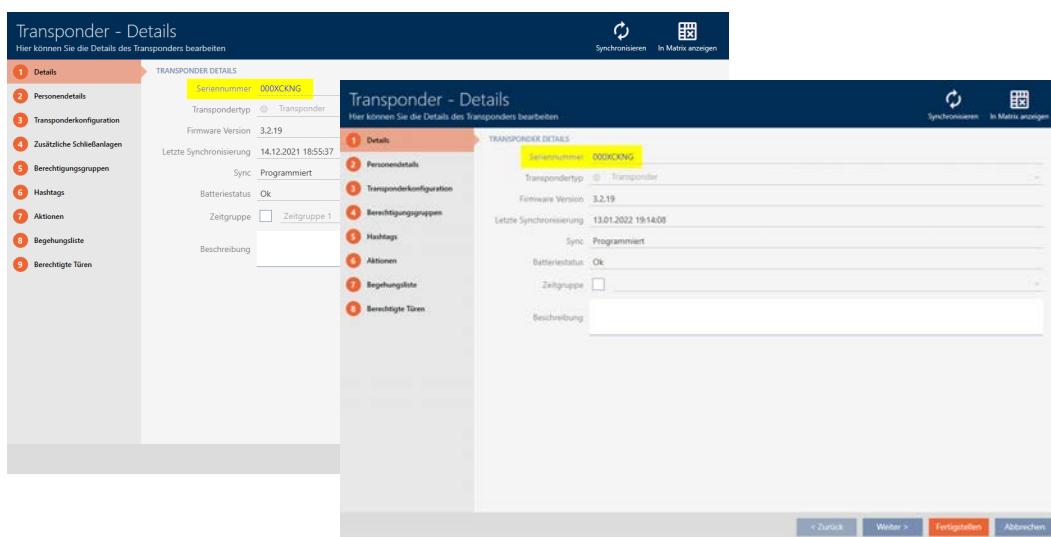 Transponder - Details
Hier können Sie die Details des Transponders bearbeiten
Synchronisieren
In Matrix anzeigen
1 Details
2 Personendetails
3 Transponderkonfiguration
4 Zusätzliche Schließanlagen
5 Berechtigungsgruppen
6 Hashtags
7 Aktionen
8 Begehungsliste
9 Berechtigte Türen
TRANSPONDER DETAILS
Seriennummer 000XCKNG
Transpondertyp Transponder
Firmware Version 3.2.19
Letzte Synchronisierung 14.12.2021 18:55:37
Sync Programmiert
Batteriestatus Ok
Zeitgruppe Zeitgruppe 1
Beschreibung
Transponder - Details
Hier können Sie die Details des Transponders bearbeiten
Synchronisieren
In Matrix anzeigen
1 Details
2 Personendetails
3 Transponderkonfiguration
4 Berechtigungsgruppen
5 Hashtags
6 Aktionen
7 Begehungsliste
8 Berechtigte Türen
TRANSPONDER DETAILS
Seriennummer 000XCKNG
Transpondertyp Transponder
Firmware Version 3.2.19
Letzte Synchronisierung 13.01.2022 19:14:08
Sync Programmiert
Batteriestatus Ok
Zeitgruppe
Beschreibung
< Zurück
Weiter >
Fertigstellen
Abbrechen